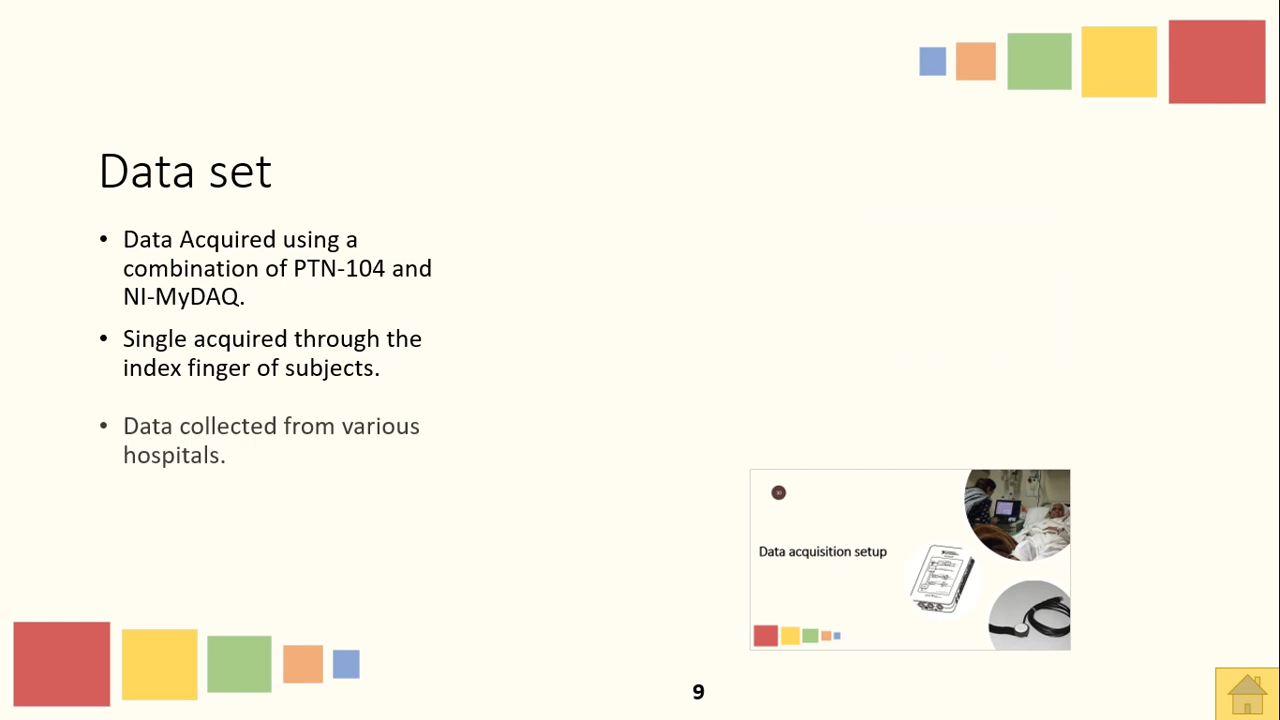 Data set
• Data Acquired using a
combination of PTN-104 and
NI-MyDAQ.
• Single acquired through the
index finger of subjects.
• Data collected from various
hospitals.
Data acquisition setup
9